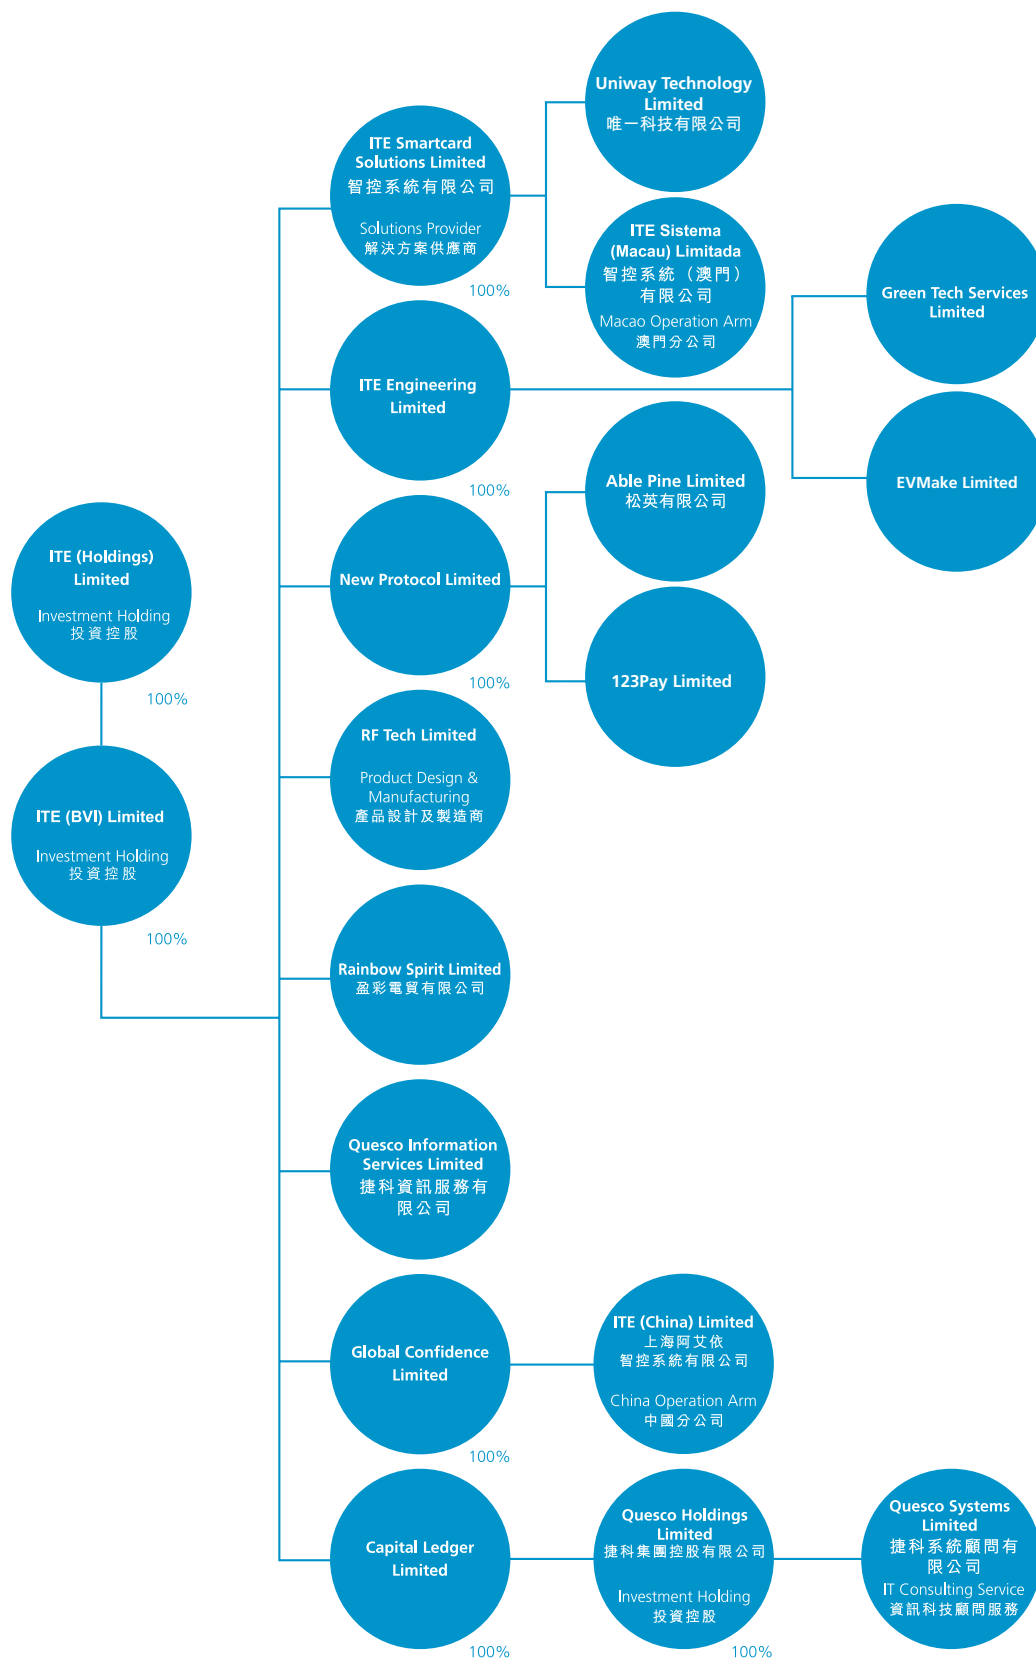 ITE (Holdings)
Limited
Investment Holding
投資控股
100%
ITE (BVI) Limited
Investment Holding
投資控股
100%
ITE Smartcard
Solutions Limited
智控系統有限公司
Solutions Provider
解決方案供應商
100%
Uniway Technology
Limited
唯一科技有限公司
ITE Sistema
(Macau) Limitada
智控系統（澳門）
有限公司
Macao Operation Arm
澳門分公司
ITE Engineering
Limited
100%
Green Tech Services
Limited
EVMake Limited
New Protocol Limited
100%
Able Pine Limited
松英有限公司
123Pay Limited
RF Tech Limited
Product Design &
Manufacturing
產品設計及製造商
Rainbow Spirit Limited
盈彩電貿有限公司
Quesco Information
Services Limited
捷科資訊服務有
限公司
Global Confidence
Limited
100%
ITE (China) Limited
上海阿艾依
智控系統有限公司
China Operation Arm
中國分公司
Capital Ledger
Limited
100%
Quesco Holdings
Limited
捷科集團控股有限公司
Investment Holding
投資控股
100%
Quesco Systems
Limited
捷科系統顧問有
限公司
IT Consulting Service
資訊科技顧問服務